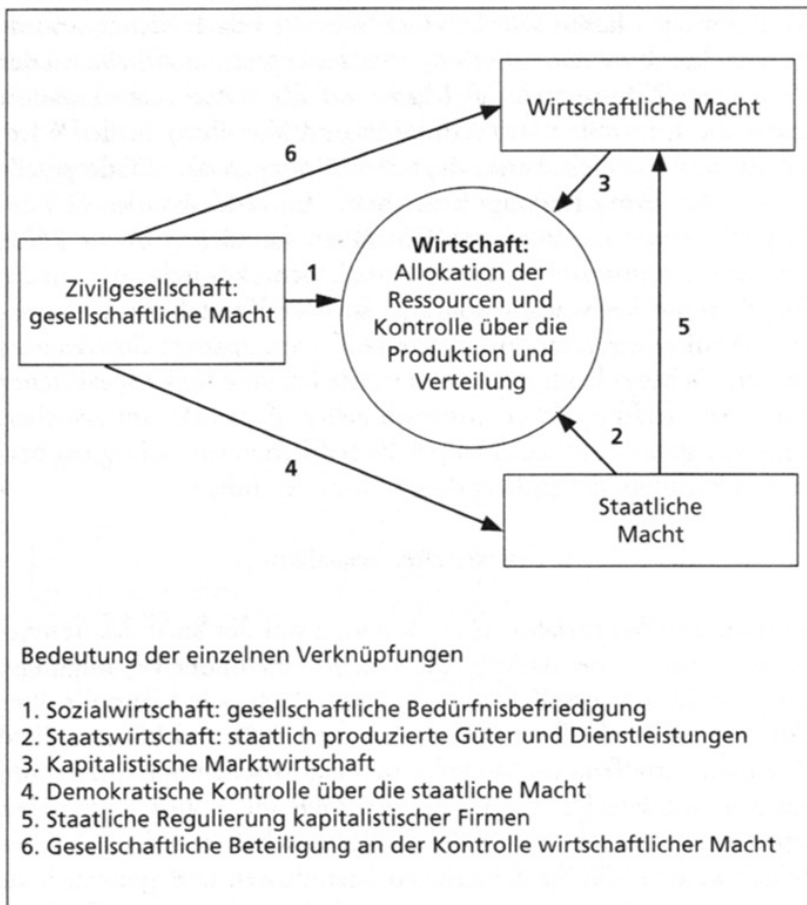 Wirtschaftliche Macht
6
3
Wirtschaft:
Allokation der
Ressourcen und
Kontrolle über die
Produktion und
Verteilung
Zivilgesellschaft:
gesellschaftliche Macht
1
5
2
4
Staatliche
Macht
Bedeutung der einzelnen Verknüpfungen
1. Sozialwirtschaft: gesellschaftliche Bedürfnisbefriedigung
2. Staatswirtschaft: staatlich produzierte Güter und Dienstleistungen
3. Kapitalistische Marktwirtschaft
4. Demokratische Kontrolle über die staatliche Macht
5. Staatliche Regulierung kapitalistischer Firmen
6. Gesellschaftliche Beteiligung an der Kontrolle wirtschaftlicher Macht